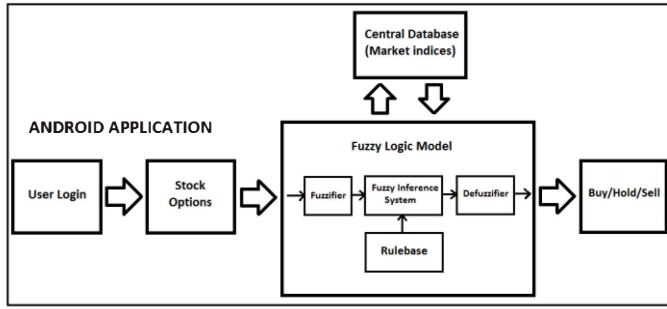 Central Database
(Market indices)
ANDROID APPLICATION
User Login
Stock
Options
Fuzzy Logic Model
Fuzzifier
Fuzzy Inference
System
Defuzzifier
Rulebase
Buy/Hold/Sell